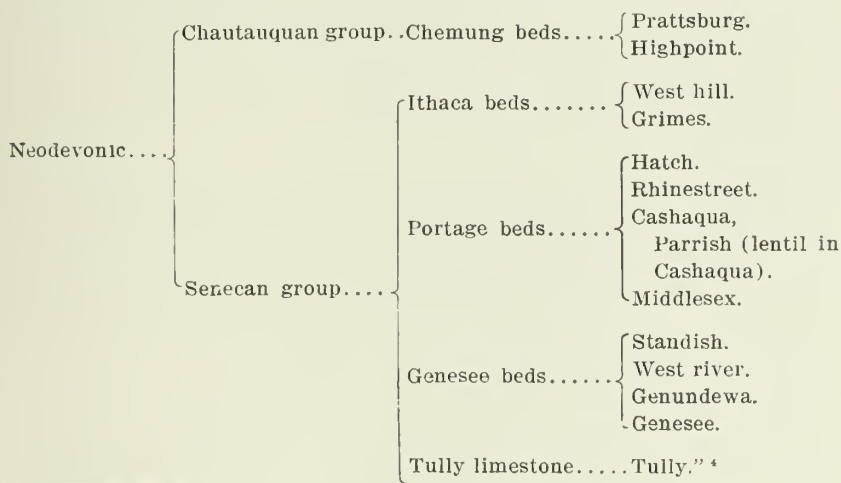 Chautauquan group..Chemung beds.....Prattsburg.
Highpoint.
Ithaca beds.......West hill.
Grimes.
Neodevonic....
Hatch.
Rhinestreet.
Cashaqua,
Portage beds......Parrish (lentil in
Cashaqua).
Senecan group....Middlesex.
Standish.
West river.
Genesee beds......Genundewa.
Genesee.
Tully limestone.....Tully.” 4